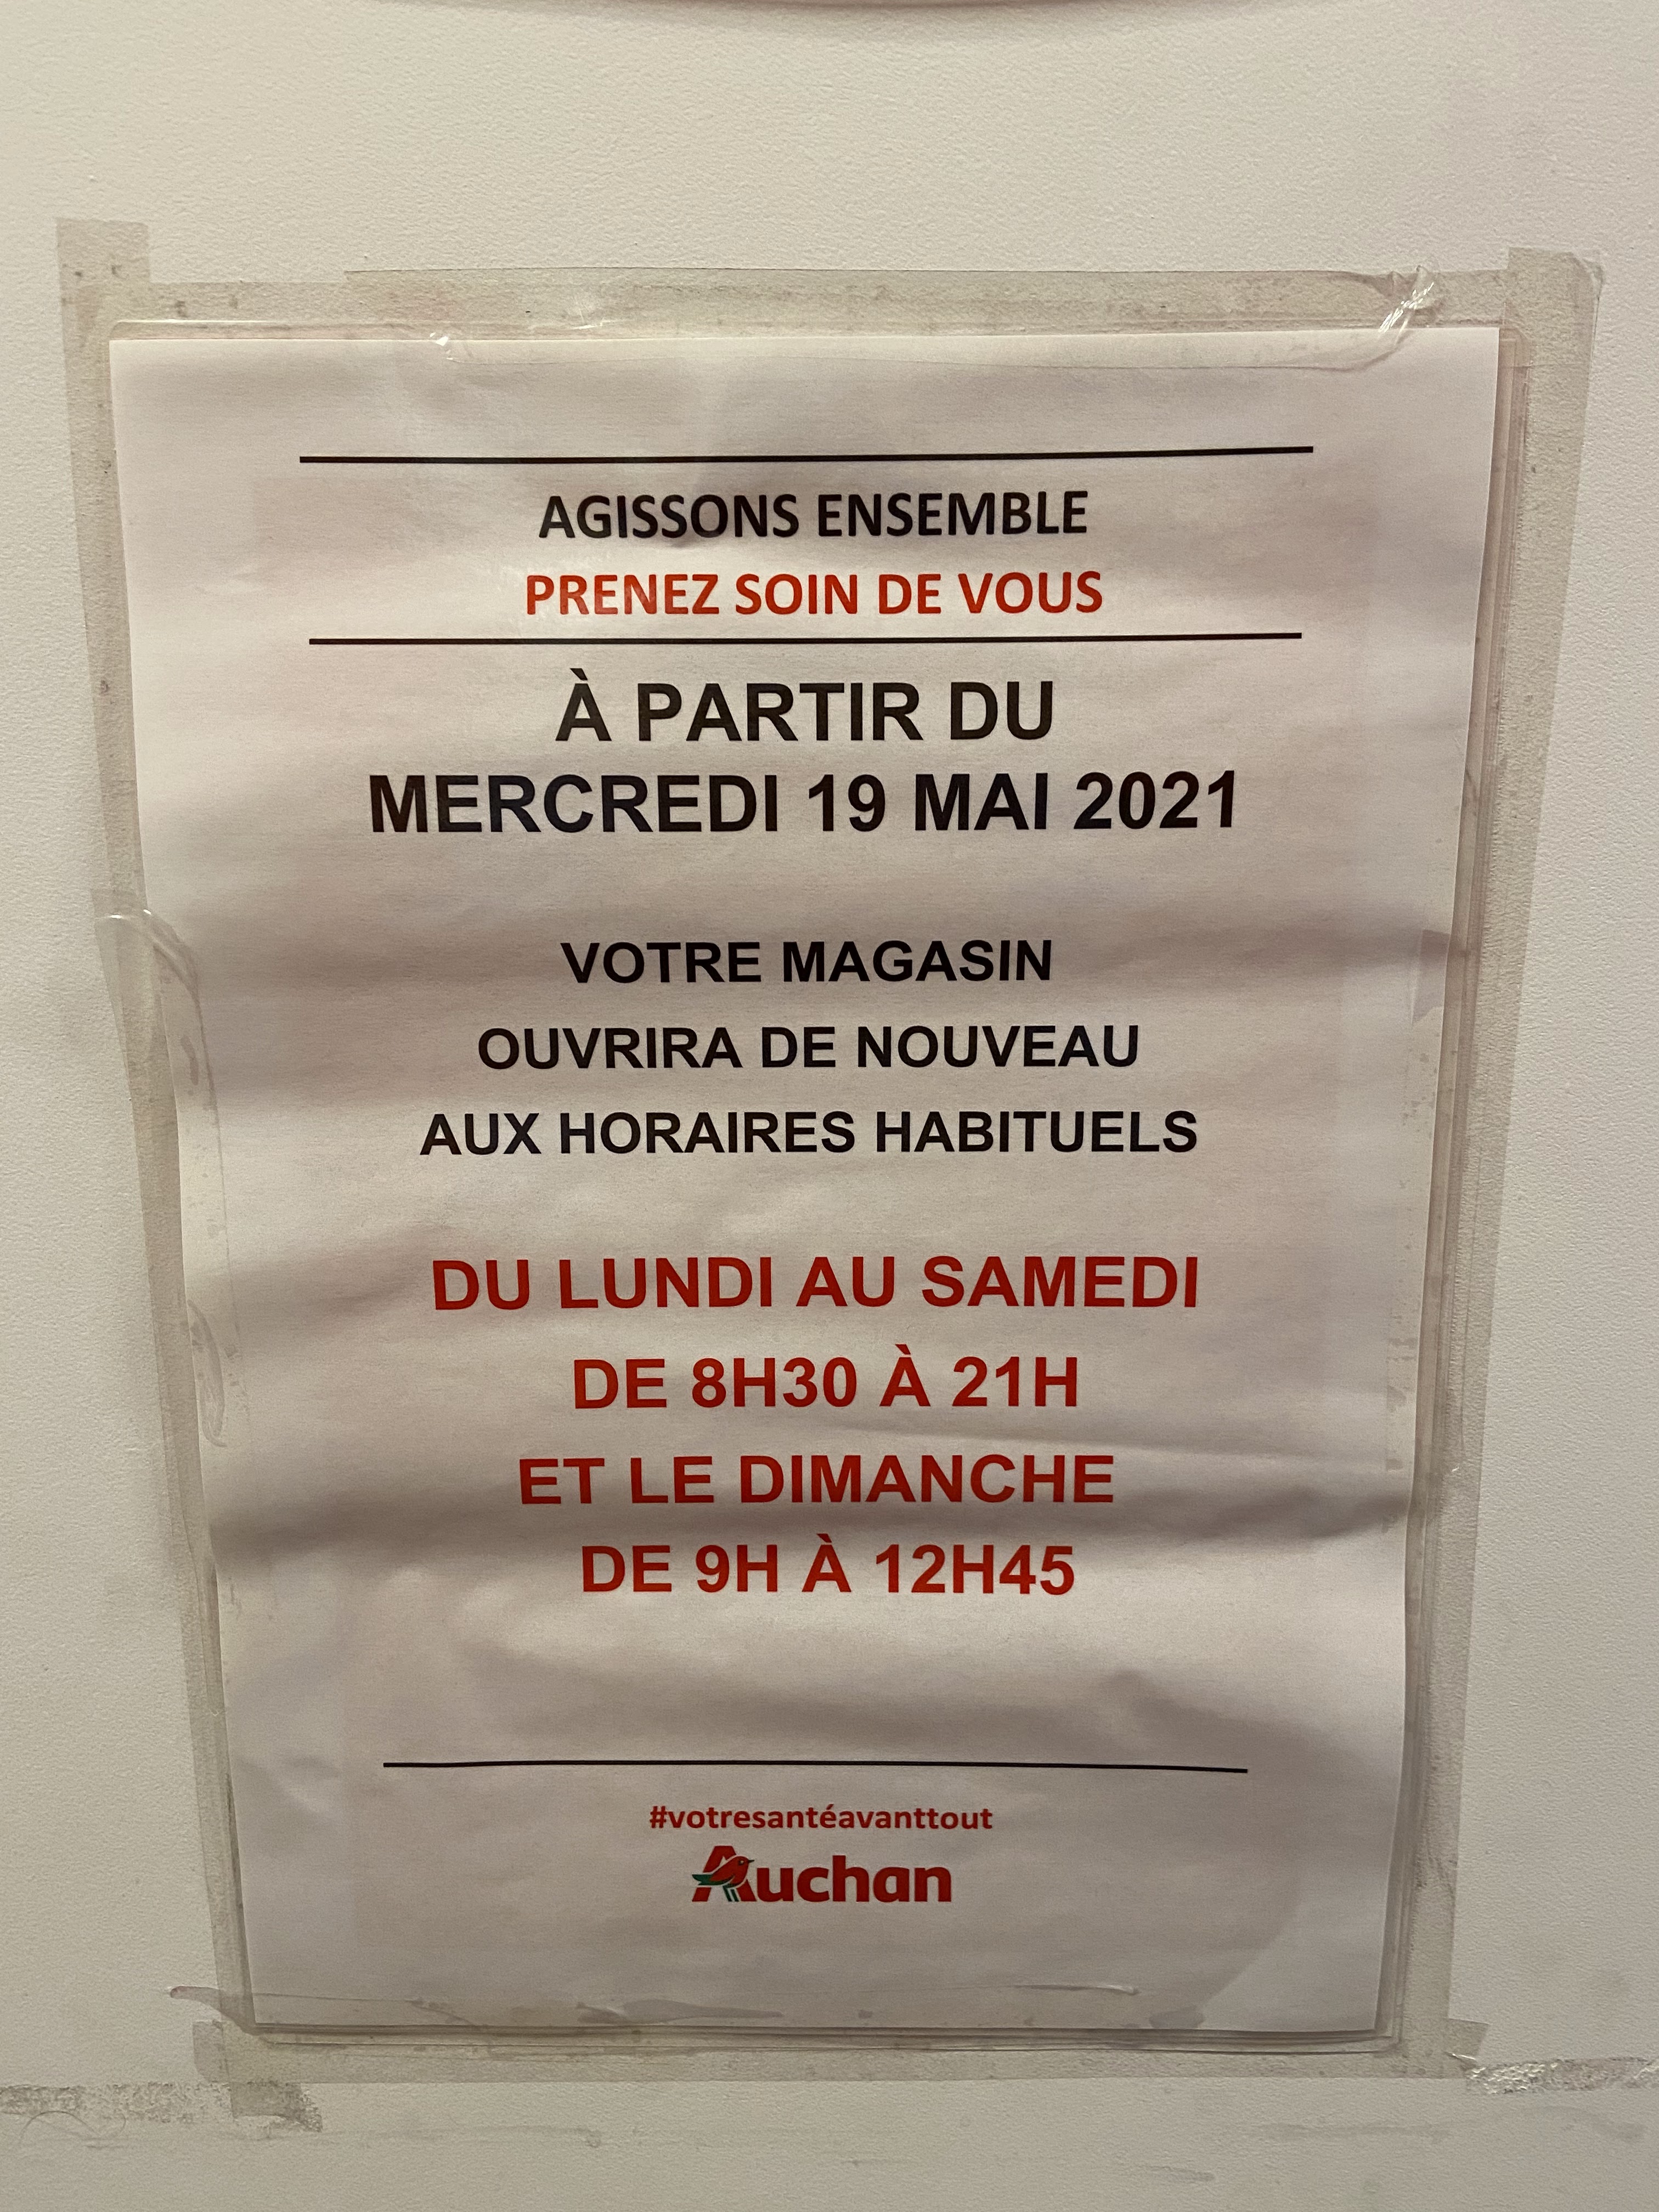 AGISSONS ENSEMBLE
PRENEZ SOIN DE VOUS
À PARTIR DU
MERCREDI 19 MAI 2021
VOTRE MAGASIN
OUVRIRA DE NOUVEAU
AUX HORAIRES HABITUELS
DU LUNDI AU SAMEDI
DE 8H30 À 21H
ET LE DIMANCHE
DE 9H À 12H45
#votresantéavanttout
Auchan